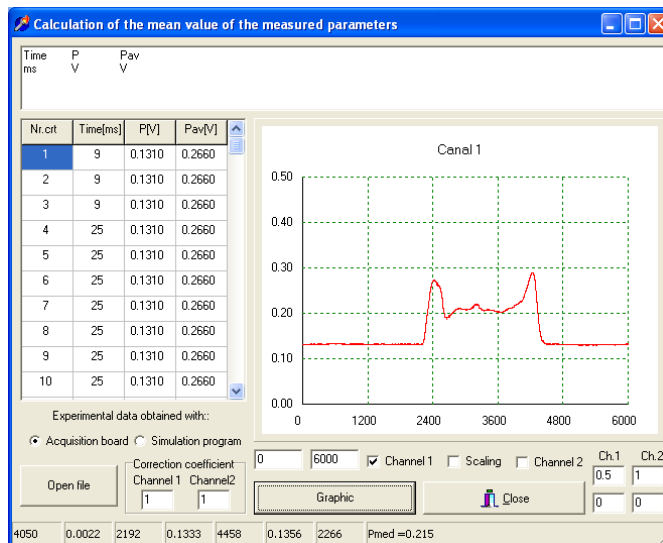 Calculation of the mean value of the measured parameters
Time P Pav
ms V V
Nr.crt Time[ms] P[V] Pav[V]
1 9 0.1310 0.2660
2 9 0.1310 0.2660
3 9 0.1310 0.2660
4 25 0.1310 0.2660
5 25 0.1310 0.2660
6 25 0.1310 0.2660
7 25 0.1310 0.2660
8 25 0.1310 0.2660
9 25 0.1310 0.2660
10 25 0.1310 0.2660
Canal 1
0.50
0.40
0.30
0.20
0.10
0.00
0 1200 2400 3600 4800 6000
Experimental data obtained with::
Acquisition board Simulation program
Open file
Correction coefficient
Channel 1 Channel2
1 1
0 6000 Channel 1 Scaling Channel 2
Ch.1 Ch.2
0.5 1
0 0
Graphic
Close
4050 0.0022 2192 0.1333 4458 0.1356 2266 Pmed =0.215